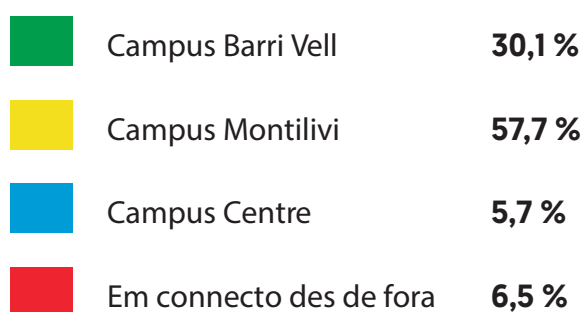 Campus Barri Vell 30,1 %
Campus Montilivi 57,7 %
Campus Centre 5,7 %
Em connecto des de fora 6,5 %